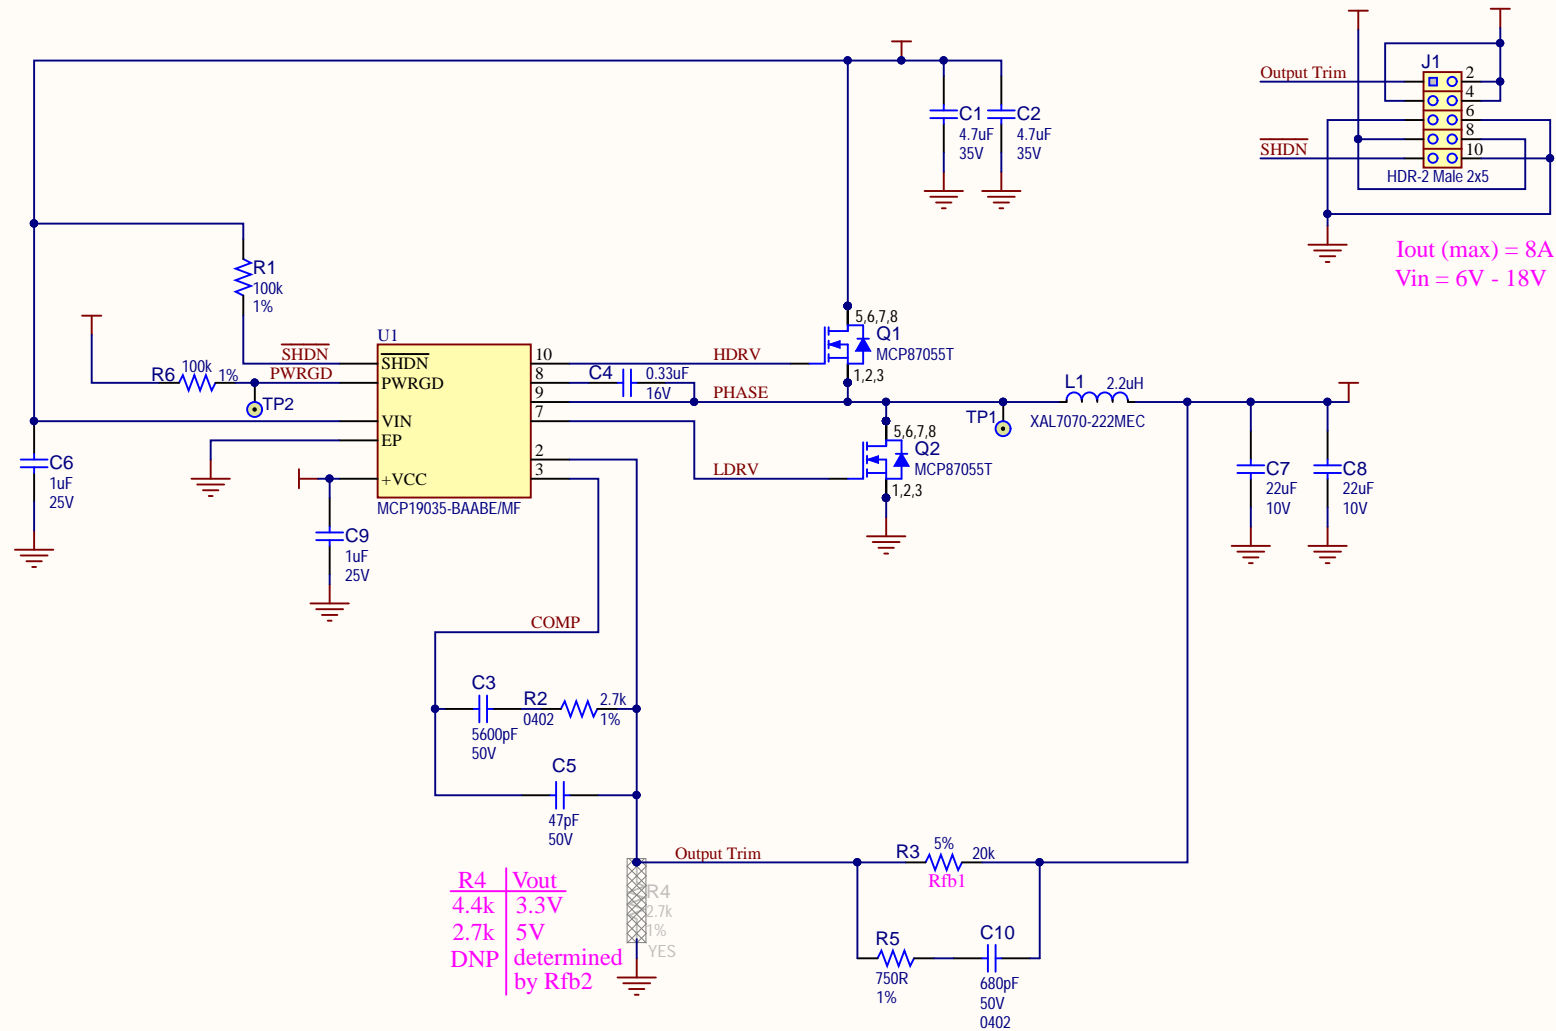 J1
Output Trim
2
4
6
8
SHDN
10
HDR-2 Male 2x5
Iout (max) = 8A
Vin = 6V - 18V
C1
4.7uF
35V
C2
4.7uF
35V
R1
100k
1%
U1
SHDN
SHDN
10
HDRV
5,6,7,8
Q1
MCP87055T
1,2,3
R6
100k
1%
PWRGD
PWRGD
8
C4
0.33uF
16V
TP2
9
PHASE
VIN
7
EP
2
+VCC
3
MCP19035-BAABE/MF
LDRV
5,6,7,8
Q2
MCP87055T
1,2,3
TP1
L1
2.2uH
XAL7070-222MEC
C7
22uF
10V
C8
22uF
10V
C6
1uF
25V
C9
1uF
25V
COMP
C3
5600pF
50V
R2
0402
2.7k
1%
C5
47pF
50V
Output Trim
R3
5%
20k
Rfb1
R4
2.7k
1%
YES
R4 Vout
4.4k 3.3V
2.7k 5V
DNP determined
by Rfb2
R5
750R
1%
C10
680pF
50V
0402